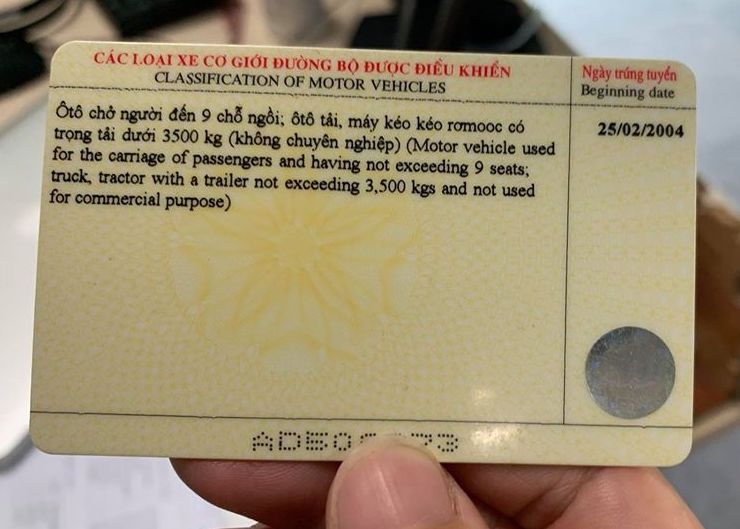 CÁC LOẠI XE CƠ GIỚI ĐƯỜNG BỘ ĐƯỢC ĐIỀU KHIỂN
CLASSIFICATION OF MOTOR VEHICLES
Ngày trúng tuyển
Beginning date
Ôtô chở người đến 9 chỗ ngồi; ôtô tải, máy kéo kéo rơmooc có
trọng tải dưới 3500 kg (không chuyên nghiệp) (Motor vehicle used
for the carriage of passengers and having not exceeding 9 seats;
truck, tractor with a trailer not exceeding 3,500 kgs and not used
for commercial purpose)
25/02/2004